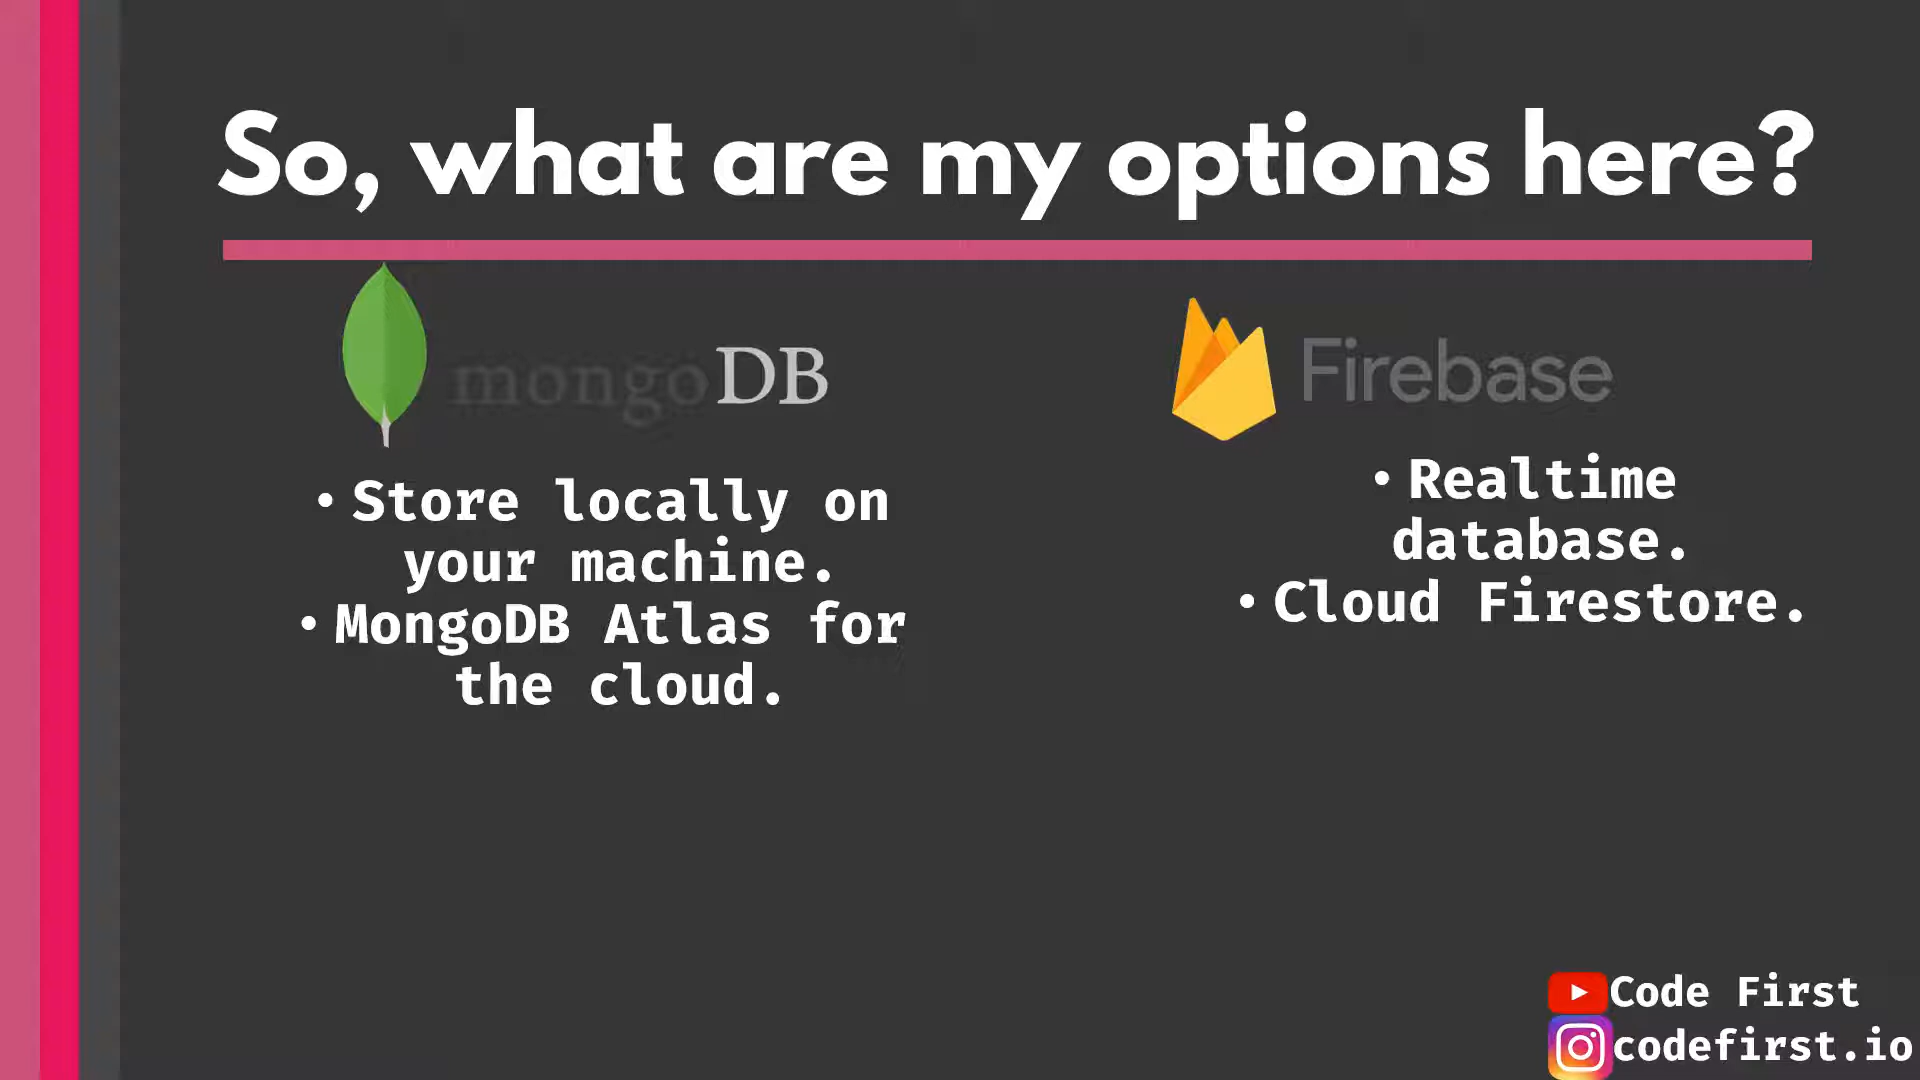 So, what are my options here?
mongoDB
• Store locally on
your machine.
• MongoDB Atlas for
the cloud.
Firebase
• Realtime
database.
• Cloud Firestore.
Code First
codefirst.io